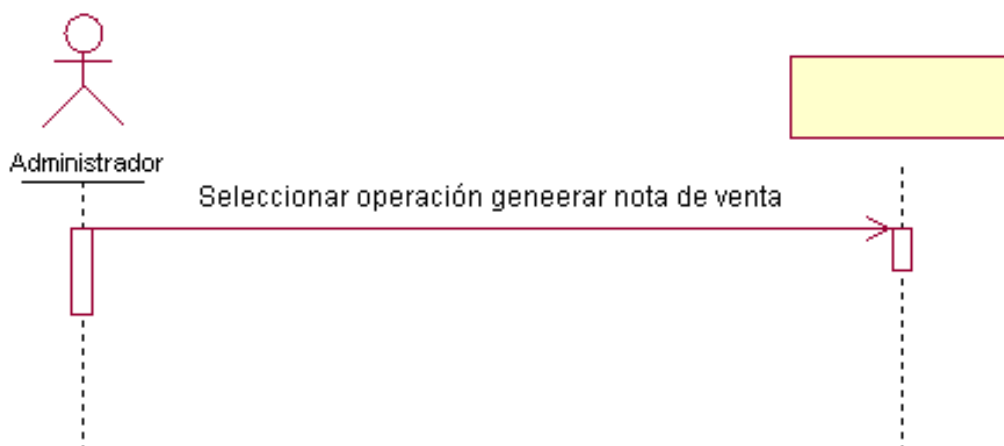 Administrador
Seleccionar operación geneerar nota de venta